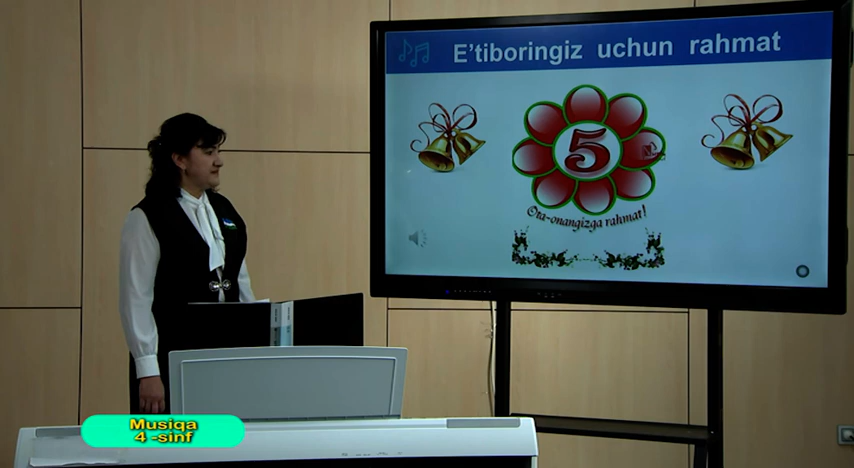 E'tiboringiz uchun rahmat
5
Ota-onangizga rahmat!
Musiqa
4 -sinf